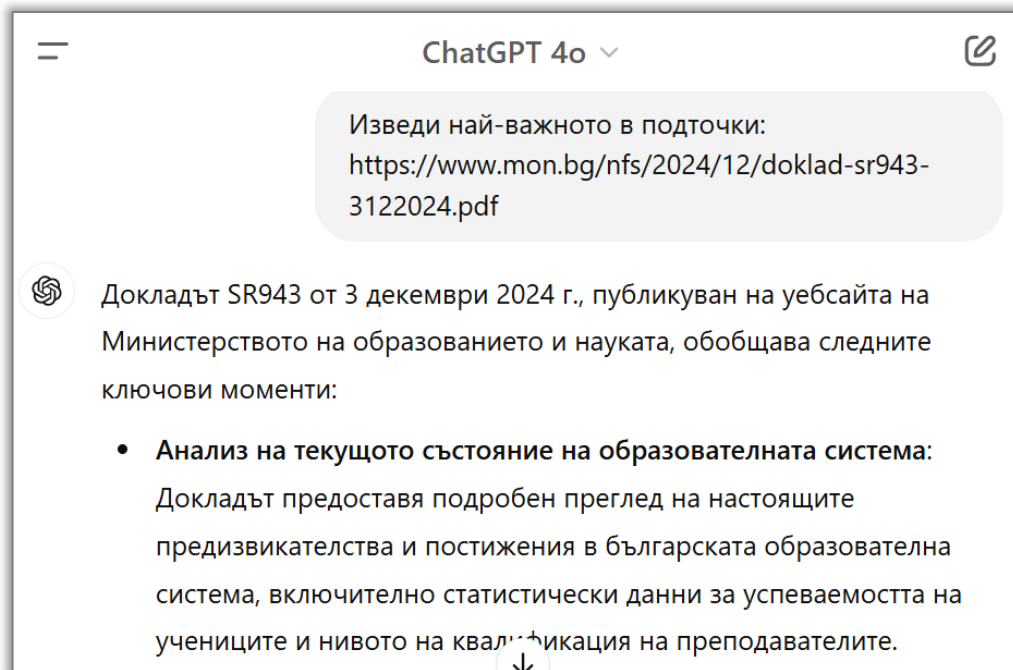 ChatGPT 4o
Изведи най-важното в подточки:
https://www.mon.bg/nfs/2024/12/doklad-sr943-
3122024.pdf
Докладът SR943 от 3 декември 2024 г., публикуван на уебсайта на
Министерството на образованието и науката, обобщава следните
ключови моменти:
• Анализ на текущото състояние на образователната система:
Докладът предоставя подробен преглед на настоящите
предизвикателства и постижения в българската образователна
система, включително статистически данни за успеваемостта на
учениците и нивото на квалификация на преподавателите.